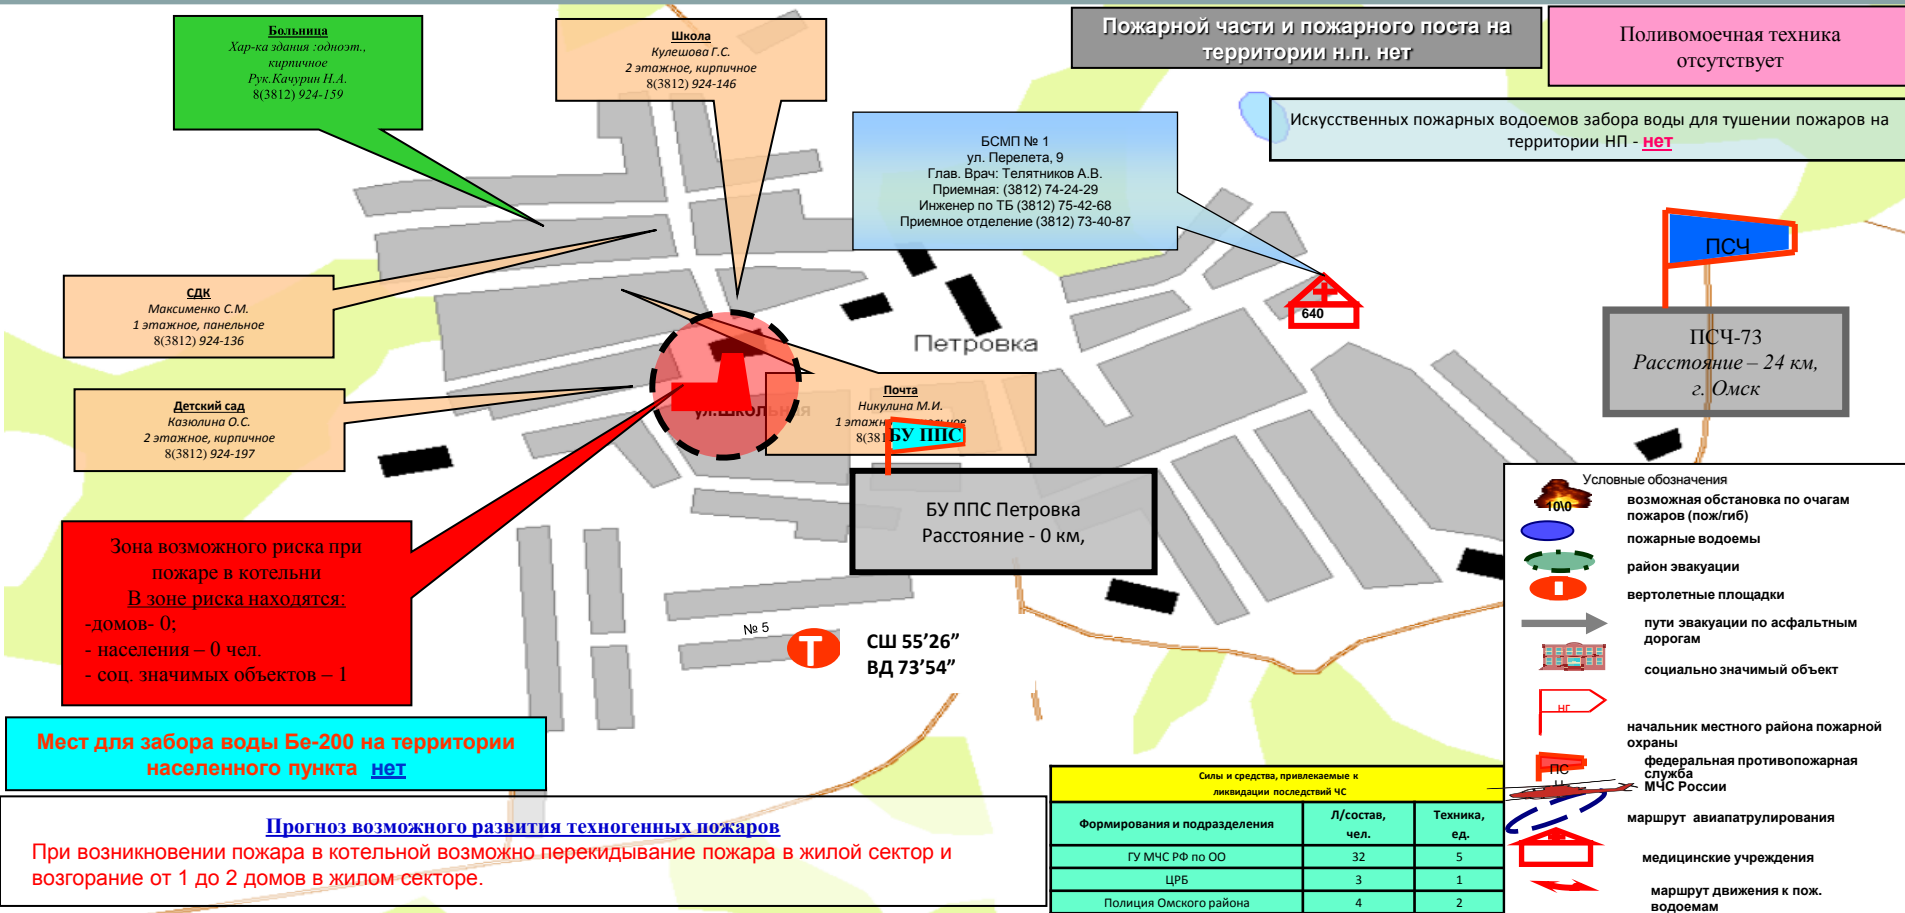 Больница
Хар-ка здания :одноэт.,
кирпичное
Рук.Качурин Н.А.
8(3812) 924-159
Школа
Кулешова Г.С.
2 этажное, кирпичное
8(3812) 924-146
Пожарной части и пожарного поста на
территории н.п. нет
Поливомоечная техника
отсутствует
Искусственных пожарных водоемов забора воды для тушении пожаров на
территории НП - нет
БСМП № 1
ул. Перелета, 9
Глав. Врач: Телятников А.В.
Приемная: (3812) 74-24-29
Инженер по ТБ (3812) 75-42-68
Приемное отделение (3812) 73-40-87
ПСЧ
ПСЧ-73
Расстояние – 24 км,
г. Омск
640
СДК
Максименко С.М.
1 этажное, панельное
8(3812) 924-136
Петровка
Детский сад
Казюлина О.С.
2 этажное, кирпичное
8(3812) 924-197
Почта
Никулина М.И.
1
8(381
ул.Школьная
БУ ППС
БУ ППС Петровка
Расстояние - 0 км,
Зона возможного риска при
пожаре в котельни
В зоне риска находятся:
-домов- 0;
- населения – 0 чел.
- соц. значимых объектов – 1
№ 5
Т
СШ 55’26”
ВД 73’54”
Мест для забора воды Бе-200 на территории
населенного пункта нет
Прогноз возможного развития техногенных пожаров
При возникновении пожара в котельной возможно перекидывание пожара в жилой сектор и
возгорание от 1 до 2 домов в жилом секторе.
Силы и средства, привлекаемые к
ликвидации последствий ЧС
Формирования и подразделения Л/состав, чел. Техника, ед.
ГУ МЧС РФ по ОО 32 5
ЦРБ 3 1
Полиция Омского района 4 2
Условные обозначения
10\0
возможная обстановка по очагам
пожаров (пож/гиб)
пожарные водоемы
район эвакуации
вертолетные площадки
пути эвакуации по асфальтным
дорогам
социально значимый объект
НГ
начальник местного района пожарной
охраны
ПС
федеральная противопожарная
служба
МЧС России
маршрут авиапатрулирования
медицинские учреждения
маршрут движения к пож.
водоемам